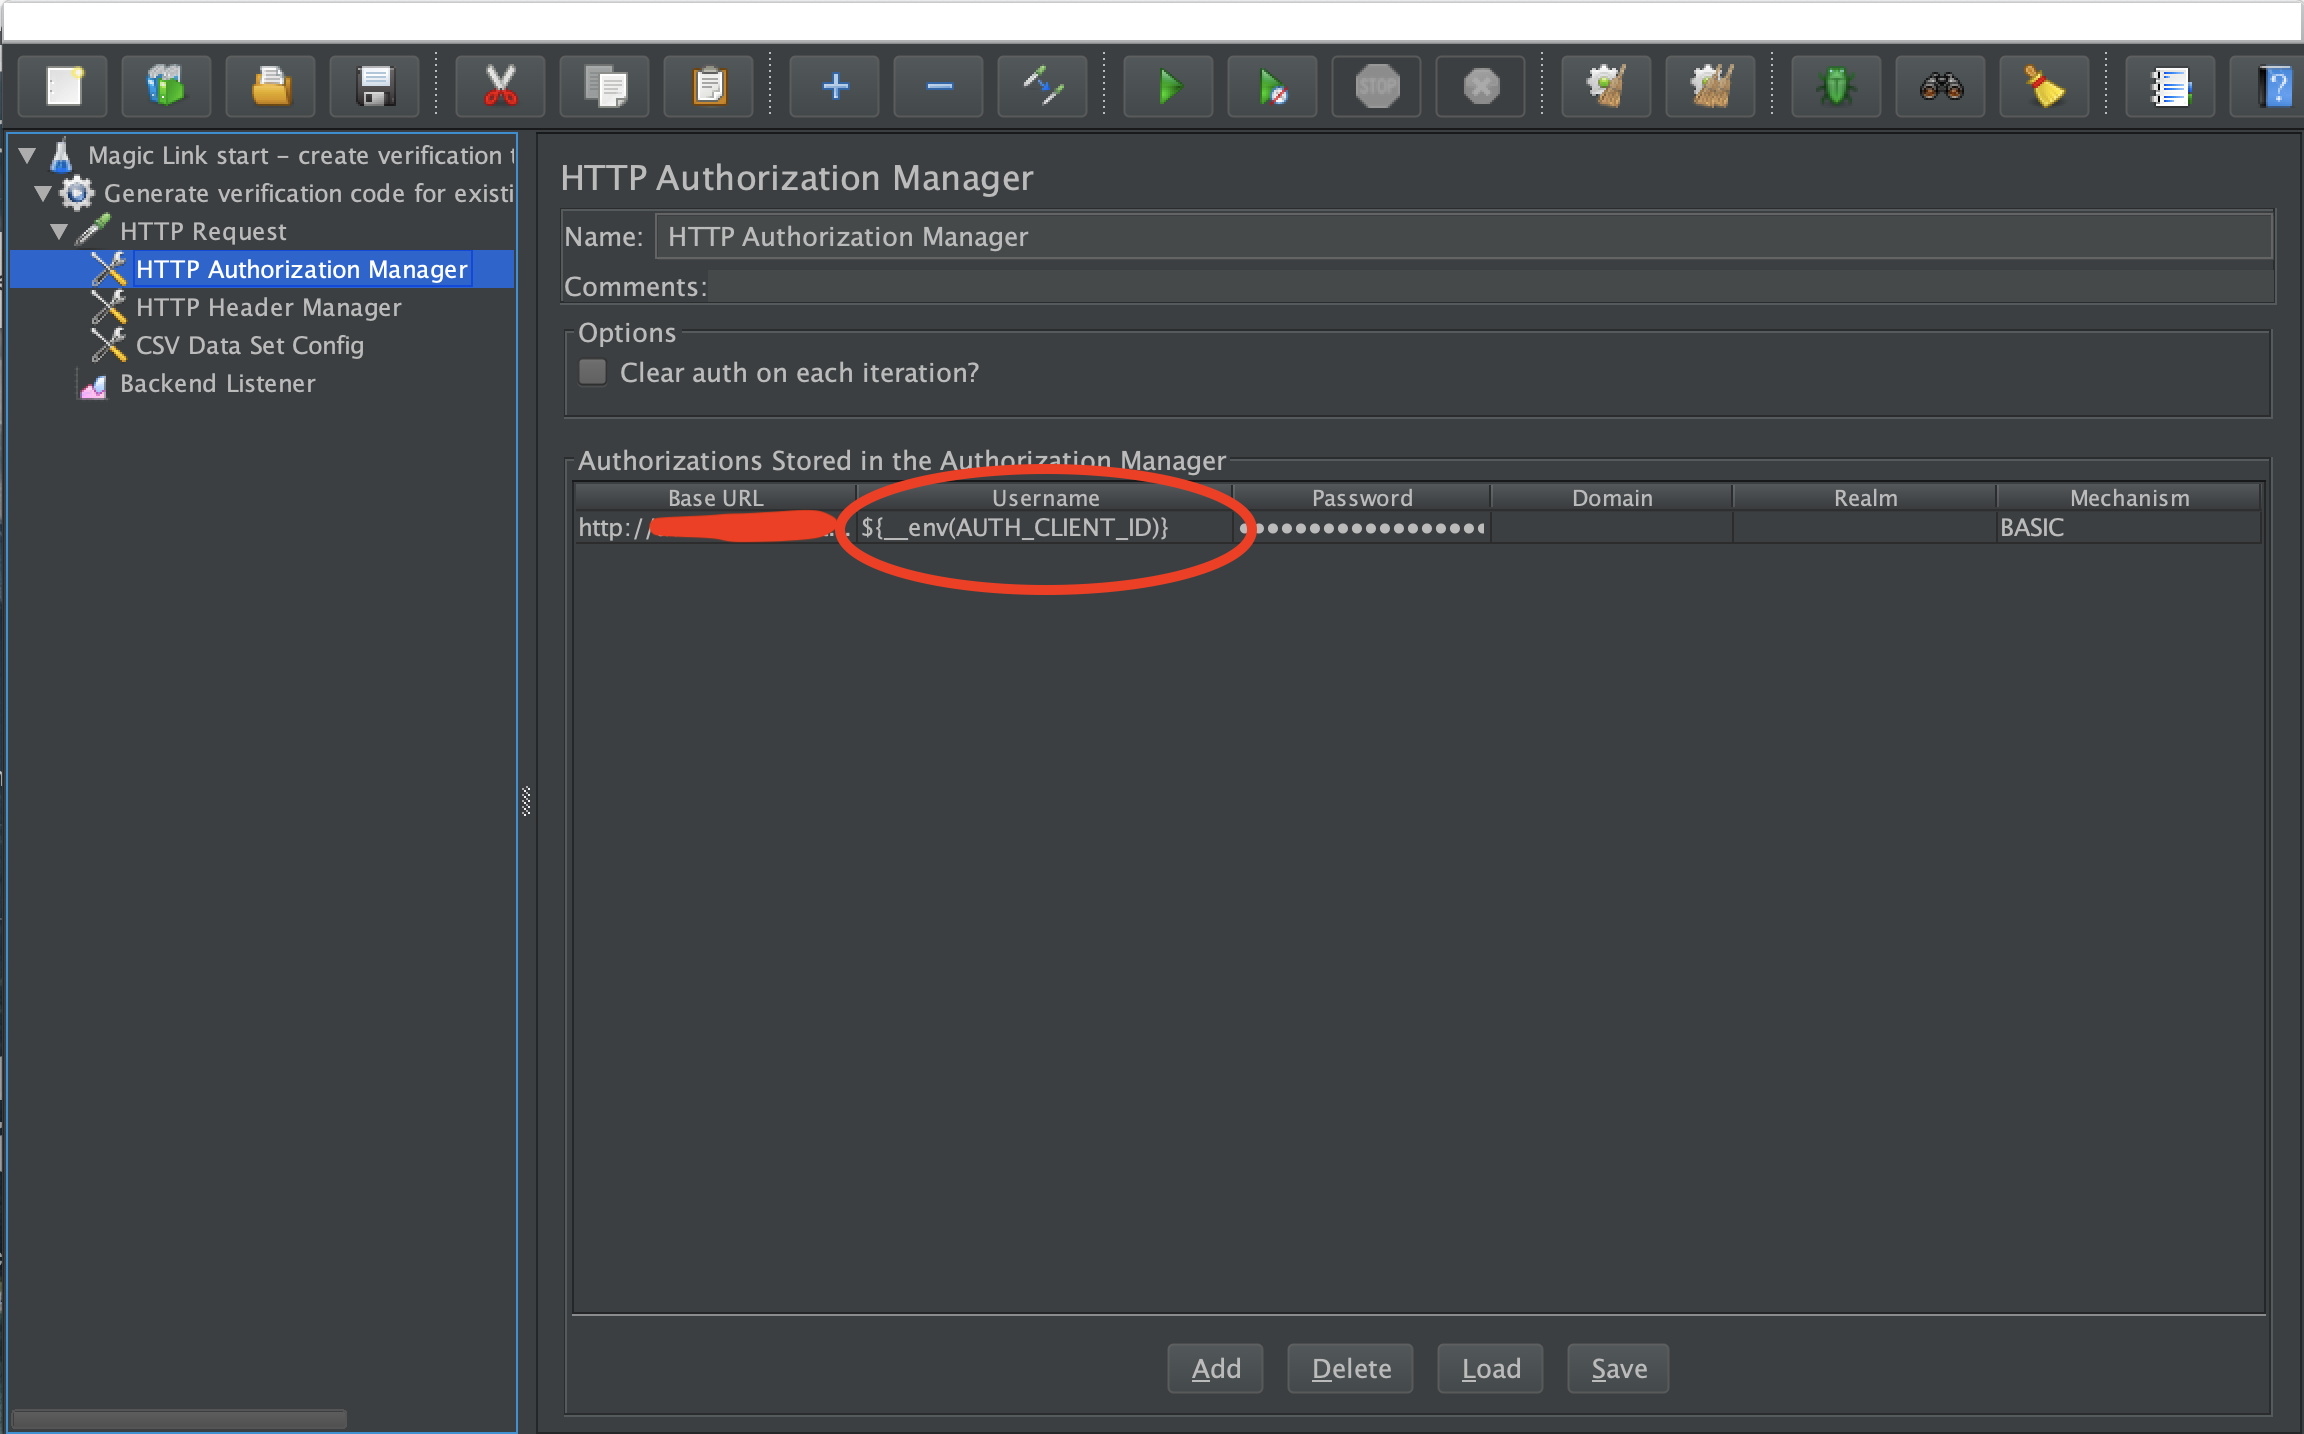 STOP
?
Magic Link start – create verification
Generate verification code for existi
HTTP Request
HTTP Authorization Manager
HTTP Header Manager
CSV Data Set Config
Backend Listener
HTTP Authorization Manager
Name: HTTP Authorization Manager
Comments:
Options
Clear auth on each iteration?
Authorizations Stored in the Authorization Manager
Base URL Username Password Domain Realm Mechanism
http:// ${__env(AUTH_CLIENT_ID)} BASIC
Add Delete Load Save